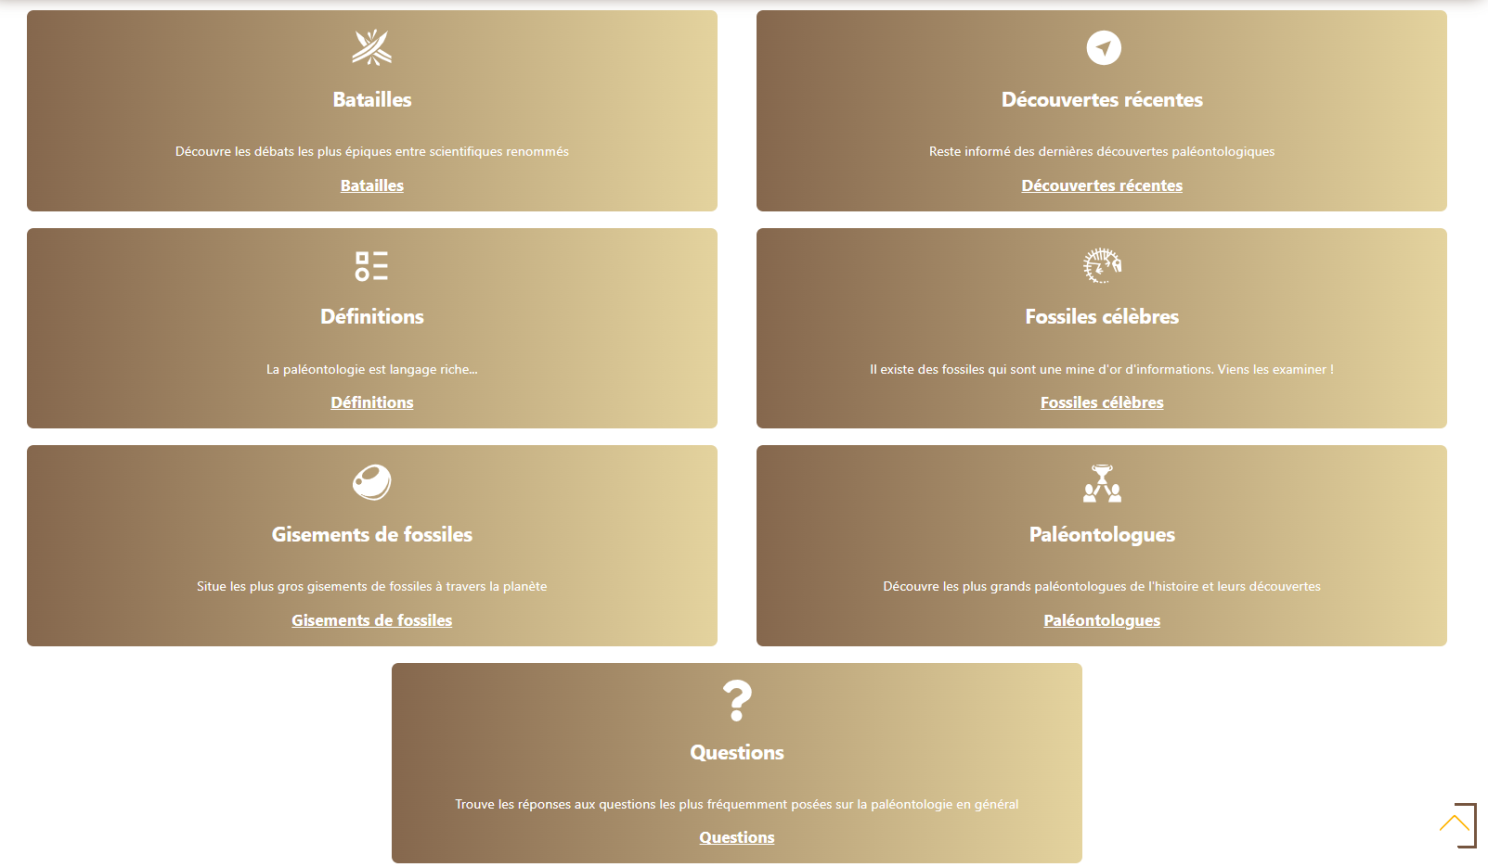 Batailles
Découvre les débats les plus épiques entre scientifiques renommés
Batailles
Découvertes récentes
Reste informé des dernières découvertes paléontologiques
Découvertes récentes
Définitions
La paléontologie est langage riche...
Définitions
Fossiles célèbres
Il existe des fossiles qui sont une mine d'or d'informations. Viens les examiner !
Fossiles célèbres
Gisements de fossiles
Situe les plus gros gisements de fossiles à travers la planète
Gisements de fossiles
Paléontologues
Découvre les plus grands paléontologues de l'histoire et leurs découvertes
Paléontologues
Questions
Trouve les réponses aux questions les plus fréquemment posées sur la paléontologie en général
Questions